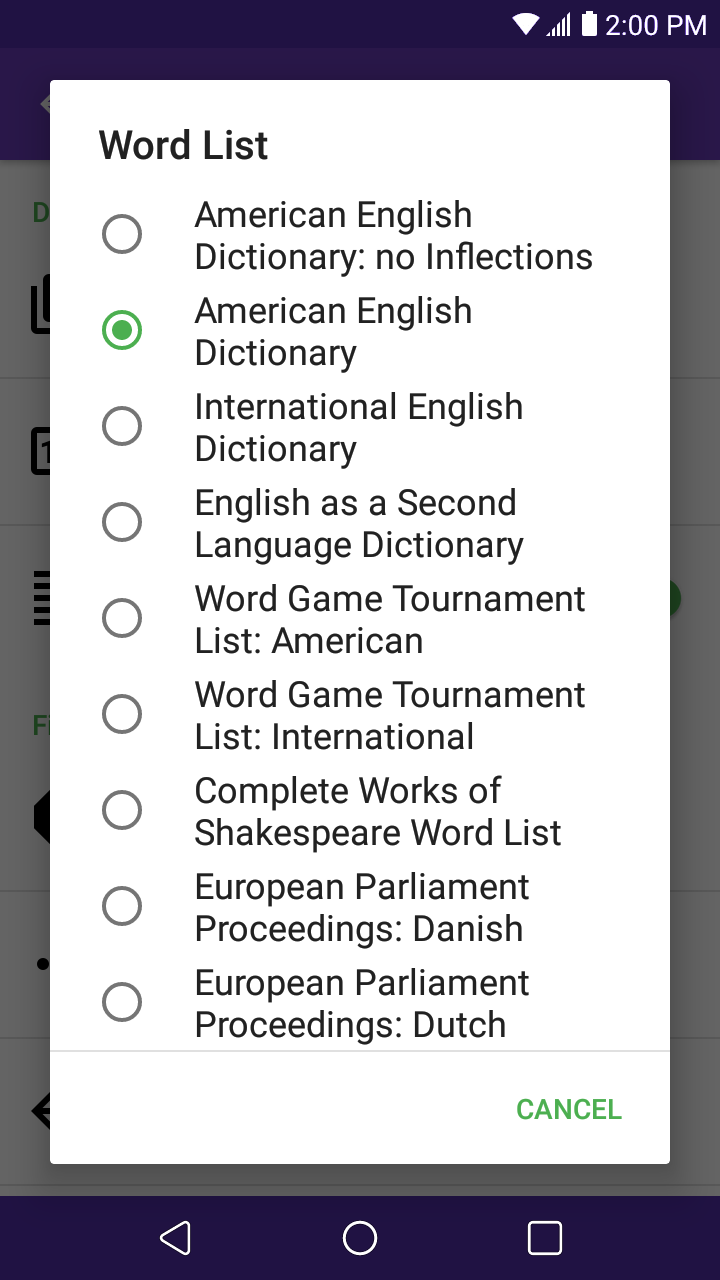 2:00 PM
Word List
D
American English
Dictionary: no Inflections
American English
Dictionary
International English
Dictionary
1
English as a Second
Language Dictionary
Word Game Tournament
List: American
Word Game Tournament
List: International
Fi
Complete Works of
Shakespeare Word List
European Parliament
Proceedings: Danish
European Parliament
Proceedings: Dutch
CANCEL